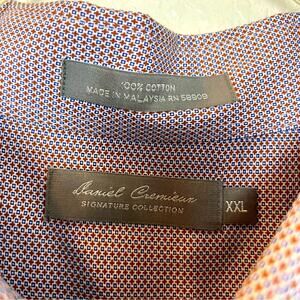 100% COTTON
MADE IN MALAYSIA RN 58909
Daniel Cremieux
SIGNATURE COLLECTION
XXL